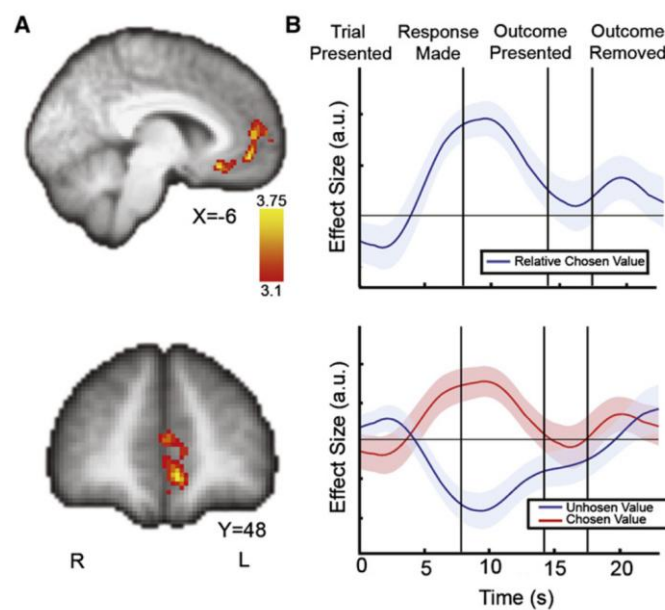 A
B
Trial Presented
Response Made
Outcome Presented
Outcome Removed
X=-6
3.75
3.1
Effect Size (a.u.)
Relative Chosen Value
Y=48
R
L
Effect Size (a.u.)
Unhosen Value
Chosen Value
0
5
10
15
20
Time (s)